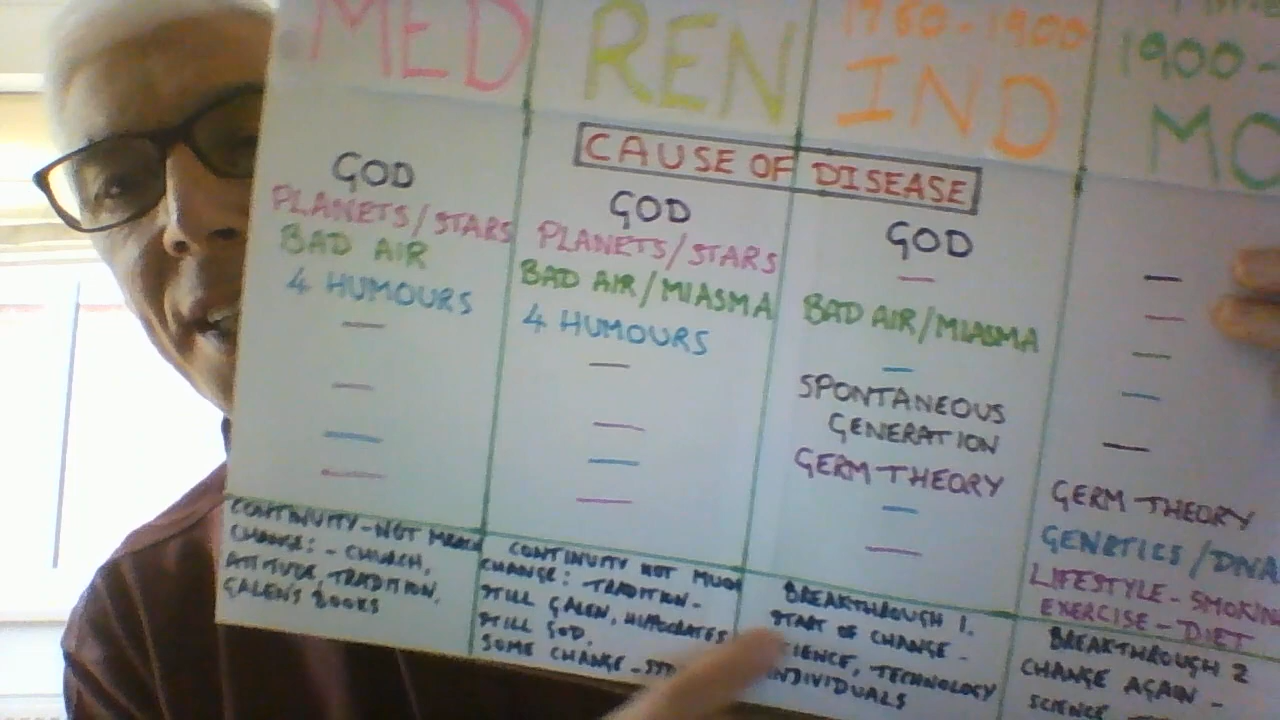 MED
REN
1900
IND
1900-
MO
CAUSE OF DISEASE
GOD
PLANETS/STARS
BAD AIR
4 HUMOURS
—
—
—
—
CONTINUITY-NOT MUCH
CHANGE:- CHURCH,
ATTITUDE, TRADITION,
GALEN'S BOOKS
GOD
PLANETS/STARS
BAD AIR/MIASMA
4 HUMOURS
—
—
—
—
CONTINUITY NOT MUCH
CHANGE: TRADITION-
STILL GALEN, HIPPOCRATES
STILL GOD.
SOME CHANGE-
GOD
—
BAD AIR/MIASMA
—
SPONTANEOUS
GENERATION
GERM THEORY
—
—
BREAKTHROUGH 1.
START OF CHANGE-
SCIENCE, TECHNOLOGY
INDIVIDUALS
—
—
—
—
—
GERM THEORY
GENETICS/DNA
LIFESTYLE-SMOKIN
EXERCISE-DIET
BREAKTHROUGH 2
CHANGE AGAIN-
SCIENCE